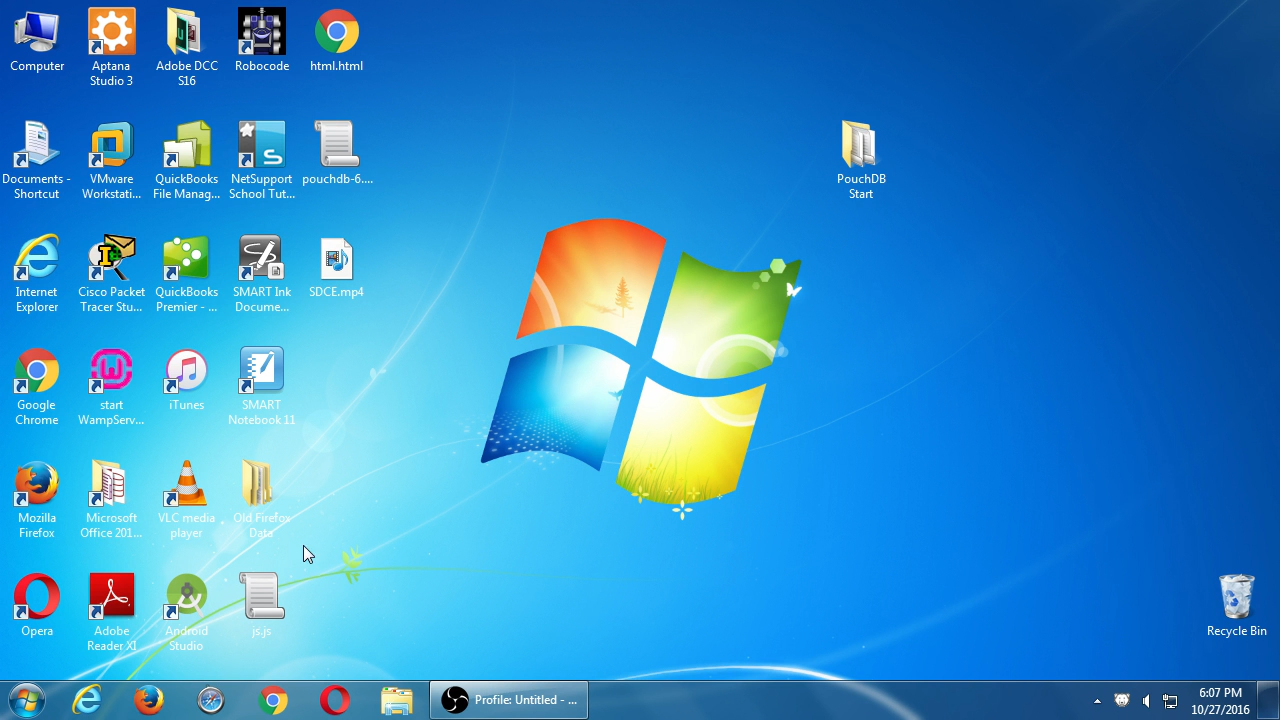 Computer
Aptana
Studio 3
Adobe DCC
S16
Robocode
html.html
Documents -
Shortcut
VMware
Workstati...
QuickBooks
File Manag...
NetSupport
School Tut...
pouchdb-6....
PouchDB
Start
Internet
Explorer
Cisco Packet
Tracer Stu...
QuickBooks
Premier - ...
SMART Ink
Docume...
SDCE.mp4
Google
Chrome
start
WampServ...
iTunes
SMART
Notebook 11
Mozilla
Firefox
Microsoft
Office 201...
VLC media
player
Old Firefox
Data
Opera
Adobe
Reader XI
Android
Studio
js.js
Recycle Bin
Profile: Untitled - ...
6:07 PM
10/27/2016